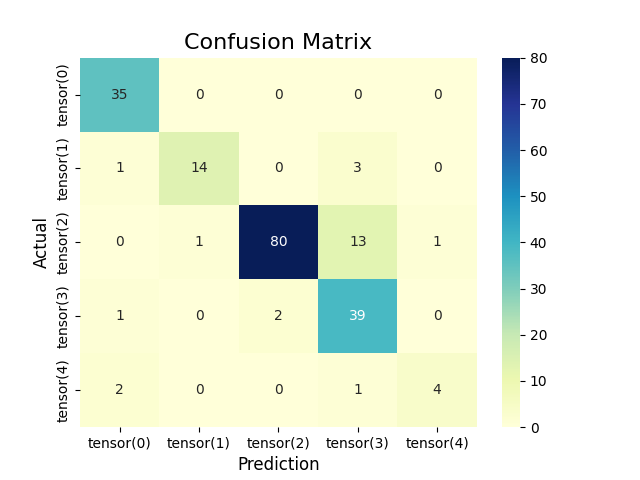 Confusion Matrix
Actual
tensor(0)
35 0 0 0 0
tensor(1)
1 14 0 3 0
tensor(2)
0 1 80 13 1
tensor(3)
1 0 2 39 0
tensor(4)
2 0 0 1 4
tensor(0) tensor(1) tensor(2) tensor(3) tensor(4)
Prediction
80
70
60
50
40
30
20
10
0